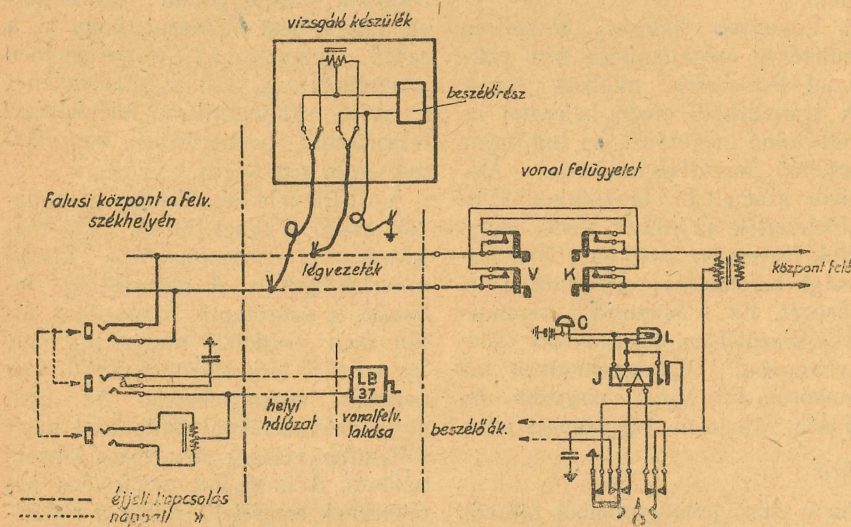 vizsgáló készülék
beszélőrész
vonal felügyelet
Falusi központ a felv.
székhelyén
légvezeték
V K
központ felé
C
L
J
LB
37
helyi
hálózat
vonalfelv.
lakása
beszélő ák.
éjjeli kapcsolás
nappali »